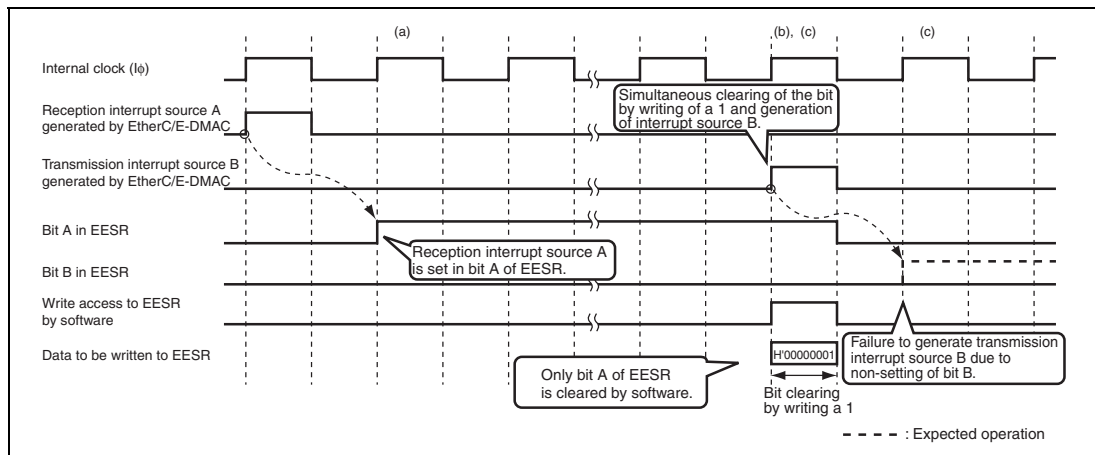 (a)
(b), (c)
(c)
Internal clock (Iϕ)
Simultaneous clearing of the bit
by writing of a 1 and generation
of interrupt source B.
Reception interrupt source A
generated by EtherC/E-DMAC
Transmission interrupt source B
generated by EtherC/E-DMAC
Bit A in EESR
Reception interrupt source A
is set in bit A of EESR.
Bit B in EESR
Write access to EESR
by software
Data to be written to EESR
H'00000001
Failure to generate transmission
interrupt source B due to
non-setting of bit B.
Only bit A of EESR
is cleared by software.
Bit clearing
by writing a 1
: Expected operation